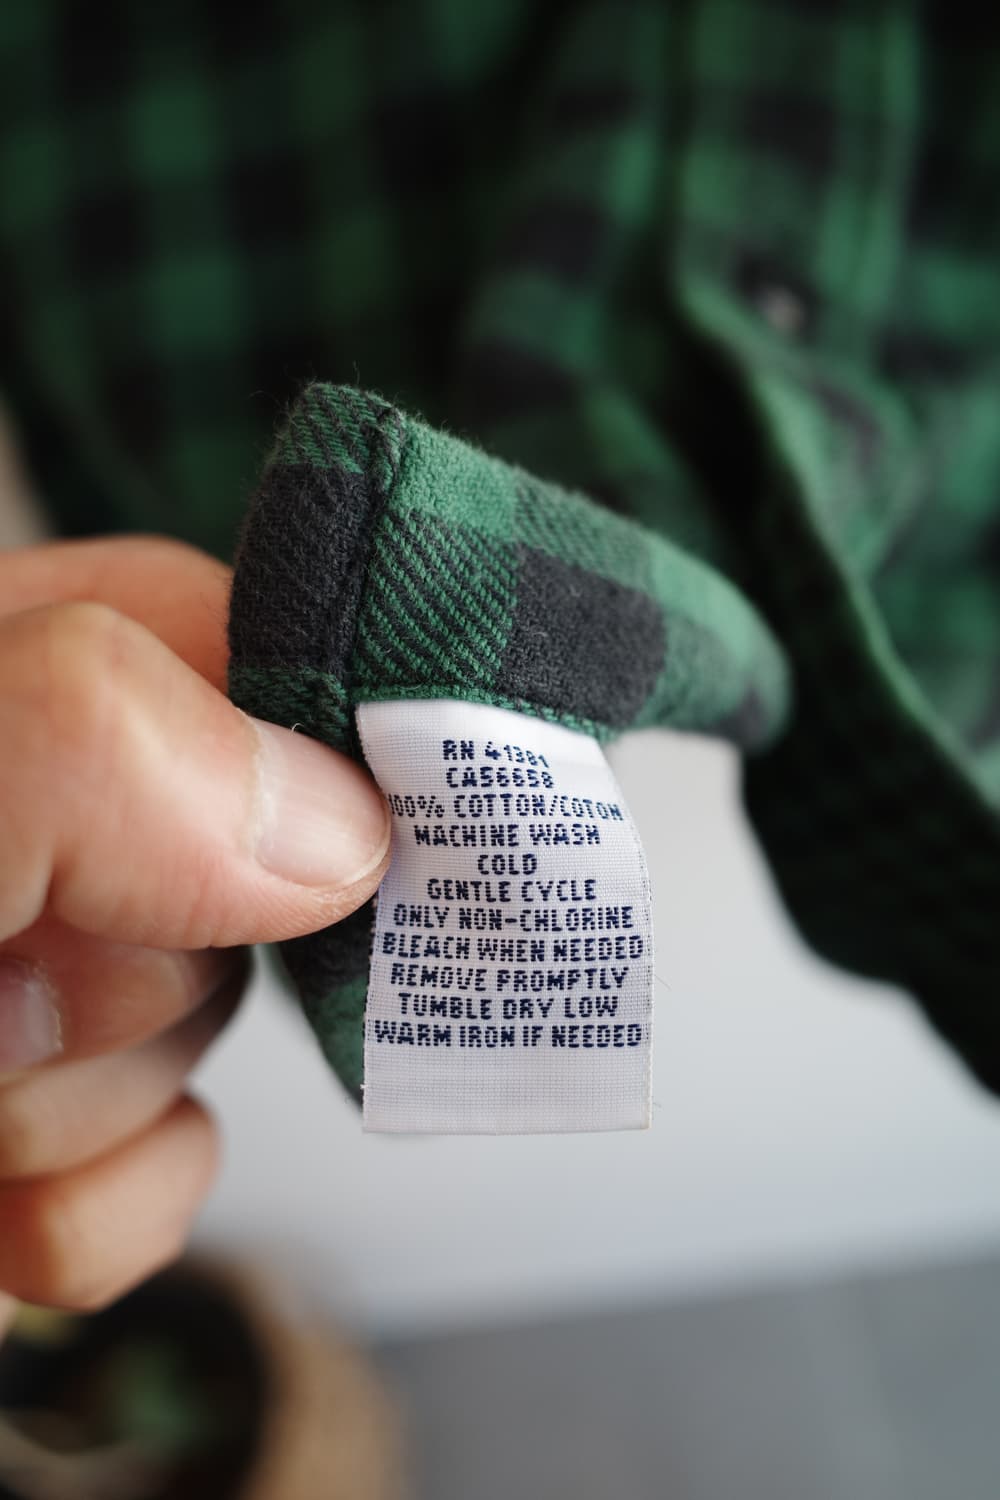 RN 41381
CA56658
100% COTTON/COTON
MACHINE WASH
COLD
GENTLE CYCLE
ONLY NON-CHLORINE
BLEACH WHEN NEEDED
REMOVE PROMPTLY
TUMBLE DRY LOW
WARM IRON IF NEEDED